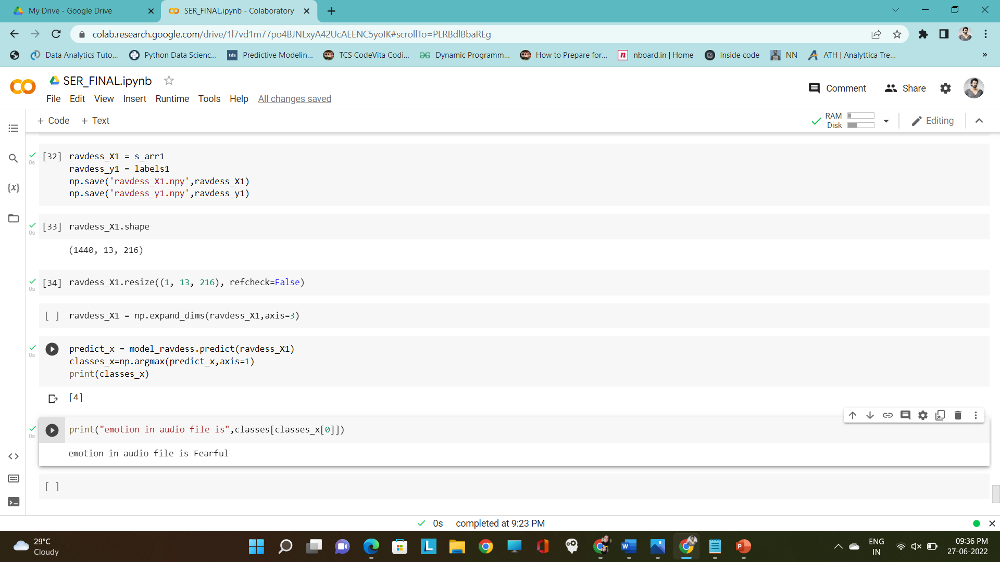 My Drive - Google Drive
SER_FINAL.ipynb - Colaboratory
colab.research.google.com/drive/1l7vd1m77po4BJNLxyA42UcAEENC5yoIK#scrollTo=PLRBdlBbaREg
Data Analytics Tuto...
Python Data Scienc...
tds Predictive Modelin...
TCS CodeVita Codi...
Dynamic Programm...
How to Prepare for...
n nboard.in | Home
Inside code
NN
ATH | Analyttica Tre...
»
SER_FINAL.ipynb
Comment
Share
File Edit View Insert Runtime Tools Help All changes saved
+ Code + Text
RAM
Disk
Editing
{x}
[32] ravdess_X1 = s_arr1
0s
ravdess_y1 = labels1
np.save('ravdess_X1.npy',ravdess_X1)
np.save('ravdess_y1.npy',ravdess_y1)
[33] ravdess_X1.shape
0s
(1440, 13, 216)
[34] ravdess_X1.resize((1, 13, 216), refcheck=False)
0s
[ ] ravdess_X1 = np.expand_dims(ravdess_X1,axis=3)
predict_x = model_ravdess.predict(ravdess_X1)
0s
classes_x=np.argmax(predict_x,axis=1)
print(classes_x)
[4]
print("emotion in audio file is",classes[classes_x[0]])
0s
emotion in audio file is Fearful
[ ]
0s completed at 9:23 PM
29°C
Cloudy
L
W
P
ENG
IN
09:36 PM
27-06-2022